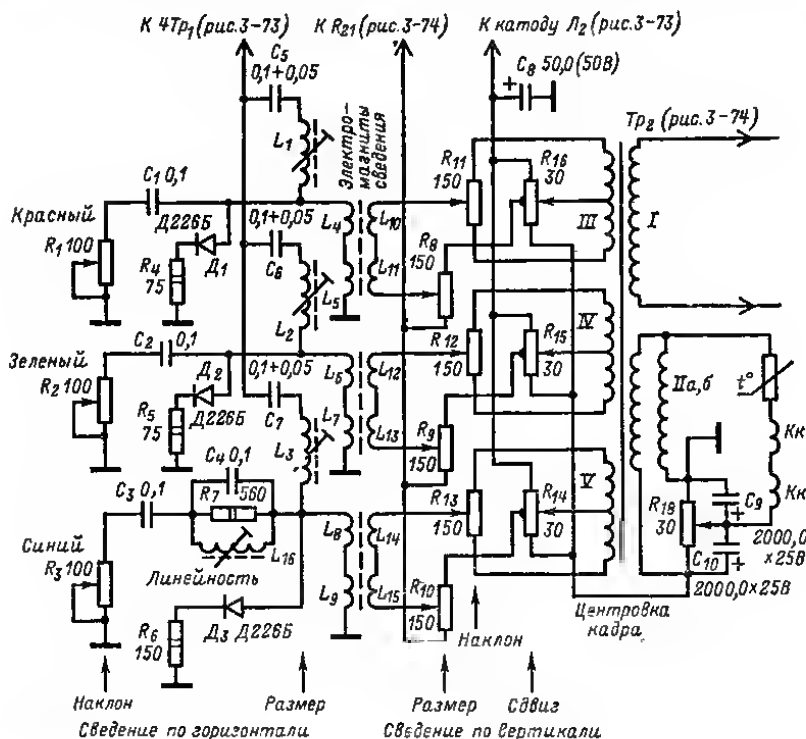 К 4Тр1 (рис.3-73)
К R21 (рис.3-74)
К катоду Л2 (рис.3-73)
C5
0,1+0,05
C8 50,0 (50В)
+
Электро-
магниты
сведения
Тр2 (рис.3-74)
L1
R11
150
R16
30
C1 0,1
Красный
Д226Б
0,1+0,05
L4
L10
III
I
R1 100
R4
75
Д1
C6
L5
L11
R8
150
L2
IV
C2
0,1
R12
150
R15
30
Зеленый
Д2
0,1+0,05
L6
L12
IIа,б
t°
R2 100
R5
75
Д226Б
C7
L7
L13
R9
150
Кк
C4 0,1
L3
C3 0,1
R7
560
R13
150
R14
30
V
R18
30
C9
+
Кк
Синий
L8
L14
C10
+
2000,0
×25В
R3 100
L16
Линейность
L9
L15
R10
150
2000,0×25В
Центровка
кадра
R6
150
Д3 Д226Б
Наклон
Наклон
Размер
Размер
Сдвиг
Сведение по горизонтали
Сведение по вертикали